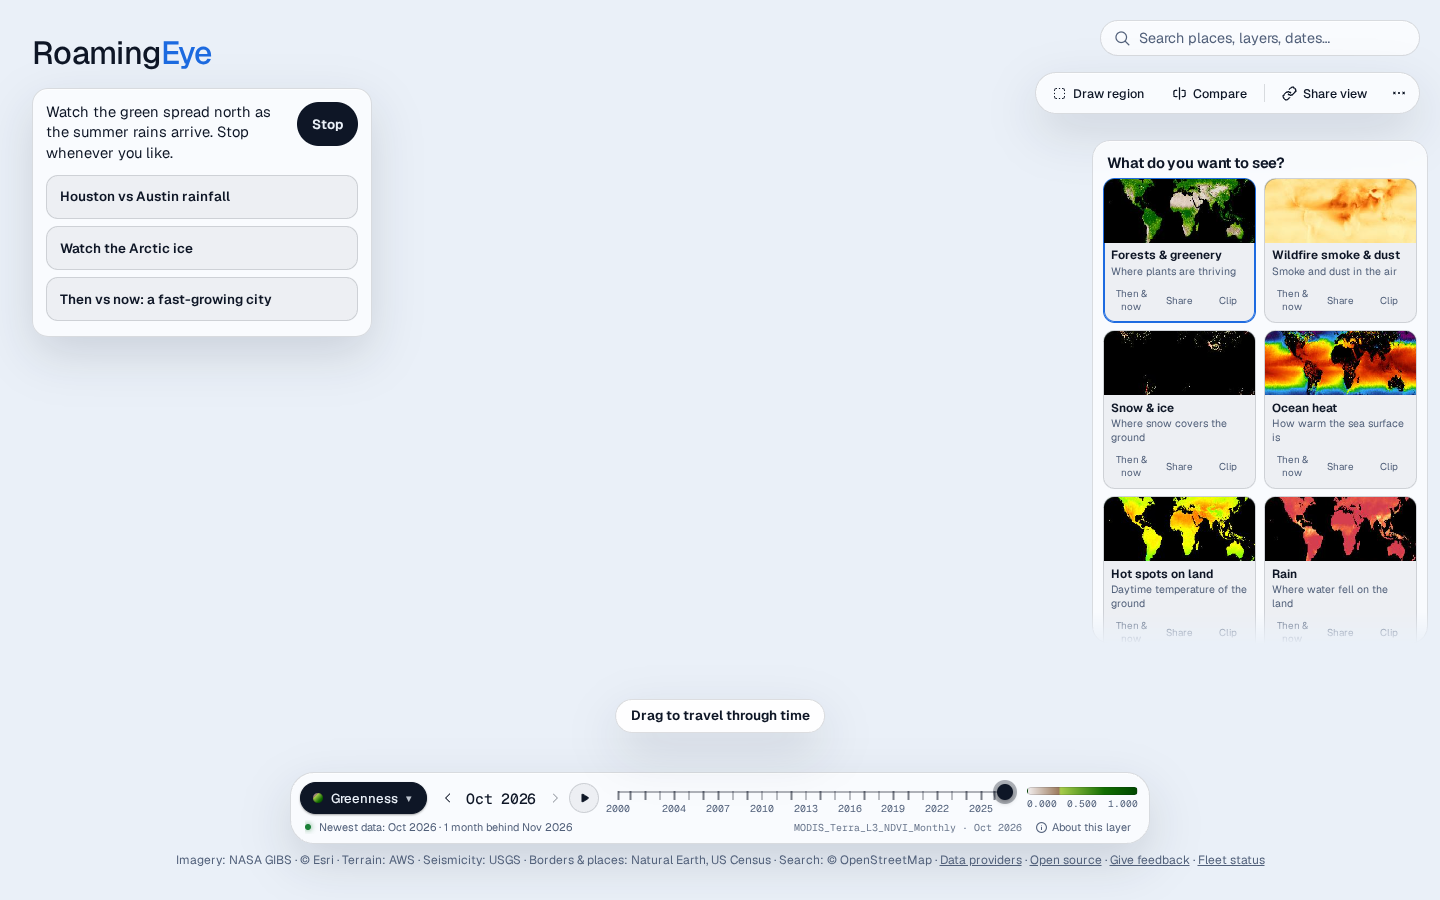 RoamingEye
Search places, layers, dates...
Draw region
Compare
Share view
Watch the green spread north as
the summer rains arrive. Stop
whenever you like.
Stop
Houston vs Austin rainfall
Watch the Arctic ice
Then vs now: a fast-growing city
What do you want to see?
Forests & greenery
Where plants are thriving
Then &
now
Share
Clip
Wildfire smoke & dust
Smoke and dust in the air
Then &
now
Share
Clip
Snow & ice
Where snow covers the
ground
Then &
now
Share
Clip
Ocean heat
How warm the sea surface
is
Then &
now
Share
Clip
Hot spots on land
Daytime temperature of the
ground
Then &
now
Share
Clip
Rain
Where water fell on the
land
Then &
now
Share
Clip
Drag to travel through time
Greenness
Oct 2026
2000 2004 2007 2010 2013 2016 2019 2022 2025
0.000 0.500 1.000
Newest data: Oct 2026 · 1 month behind Nov 2026
MODIS_Terra_L3_NDVI_Monthly · Oct 2026
About this layer
Imagery: NASA GIBS · © Esri · Terrain: AWS · Seismicity: USGS · Borders & places: Natural Earth, US Census · Search: © OpenStreetMap · Data providers · Open source · Give feedback · Fleet status